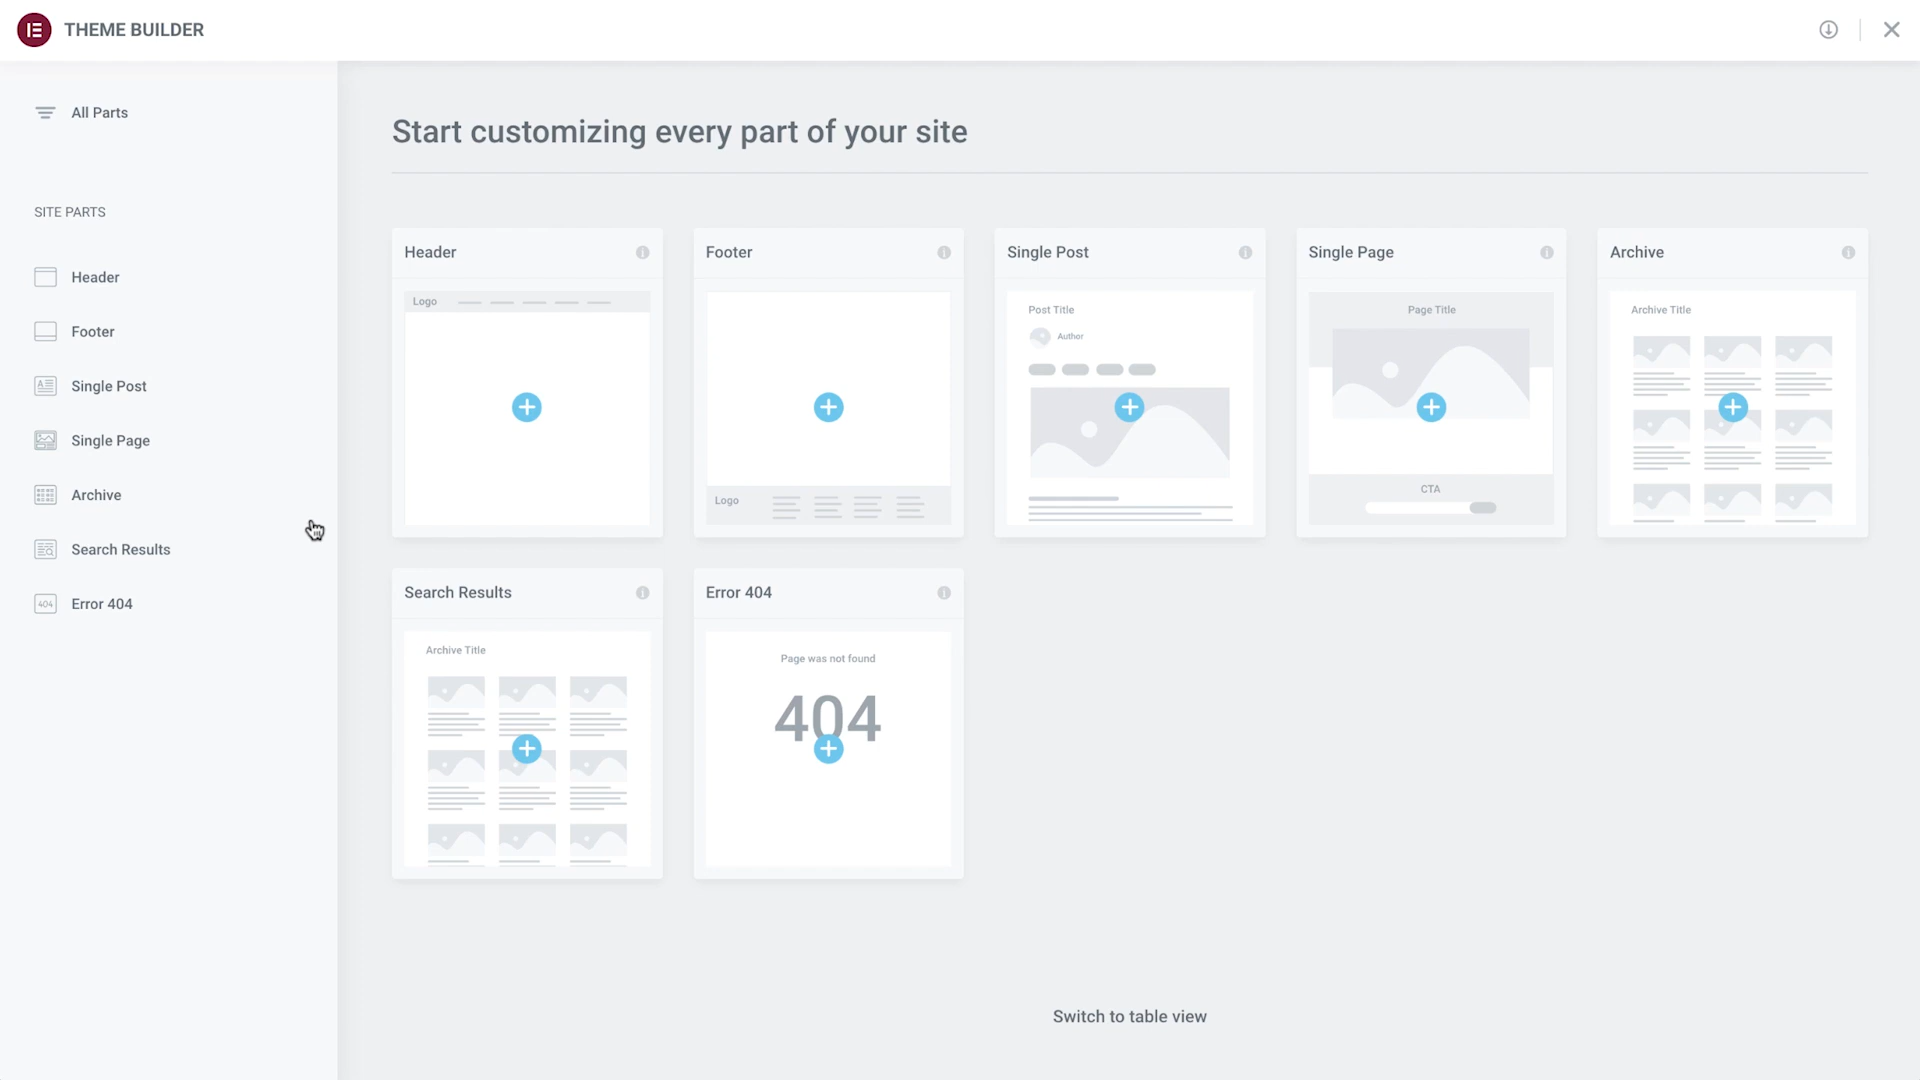 THEME BUILDER
All Parts
SITE PARTS
Header
Footer
Single Post
Single Page
Archive
Search Results
404
Error 404
Start customizing every part of your site
Header
Logo
Footer
Logo
Single Post
Post Title
Author
Single Page
Page Title
CTA
Archive
Archive Title
Search Results
Archive Title
Error 404
Page was not found
404
Switch to table view